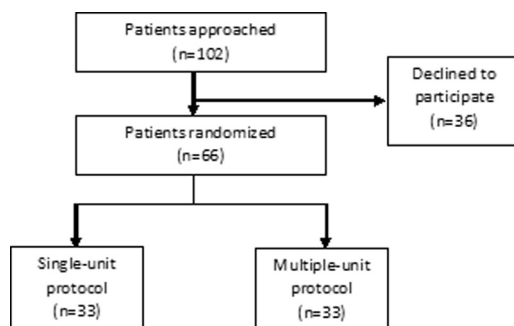 Patients approached
(n=102)
Declined to
participate
(n=36)
Patients randomized
(n=66)
Single-unit
protocol
(n=33)
Multiple-unit
protocol
(n=33)